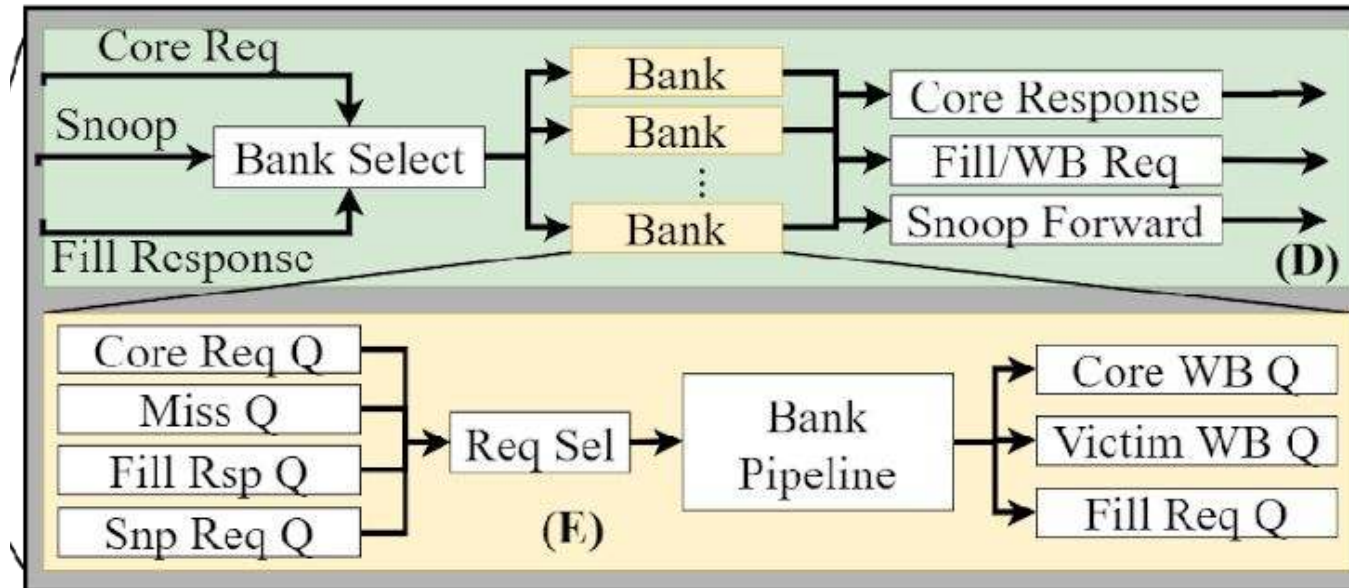 Core Req
Snoop
Fill Response
Bank Select
Bank
Bank
⋮
Bank
Core Response
Fill/WB Req
Snoop Forward
(D)
Core Req Q
Miss Q
Fill Rsp Q
Snp Req Q
Req Sel
(E)
Bank
Pipeline
Core WB Q
Victim WB Q
Fill Req Q